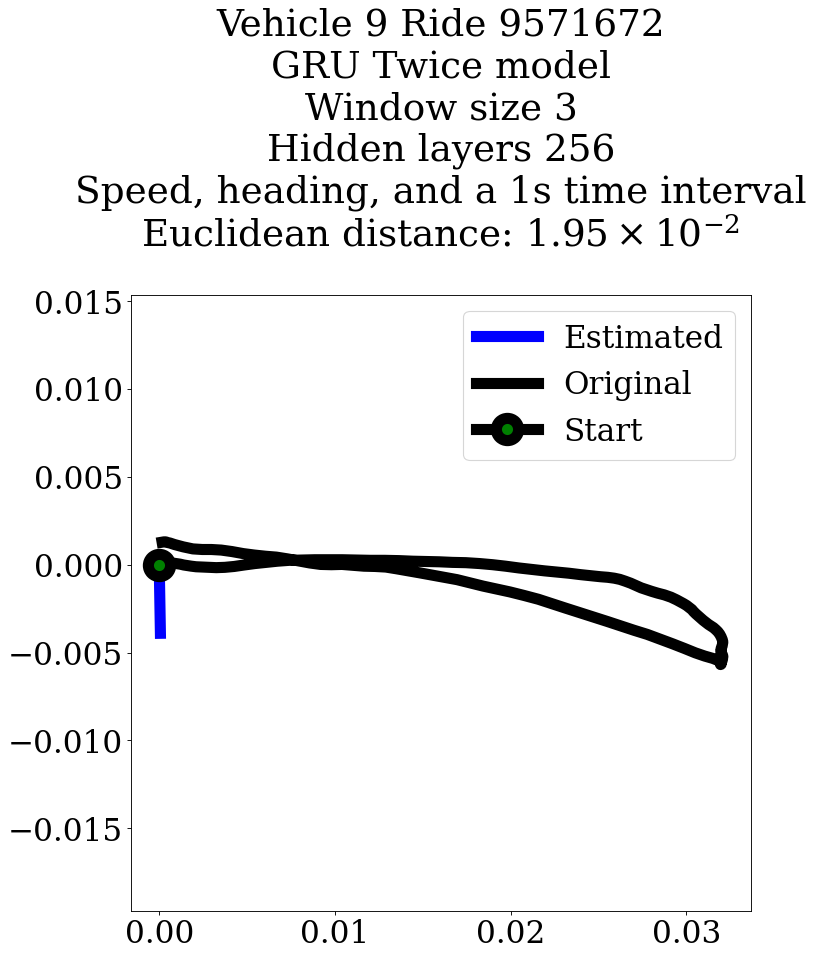 Vehicle 9 Ride 9571672
GRU Twice model
Window size 3
Hidden layers 256
Speed, heading, and a 1s time interval
Euclidean distance: 1.95 × 10⁻²
0.015
0.010
0.005
0.000
−0.005
−0.010
−0.015
Estimated
Original
Start
0.00 0.01 0.02 0.03